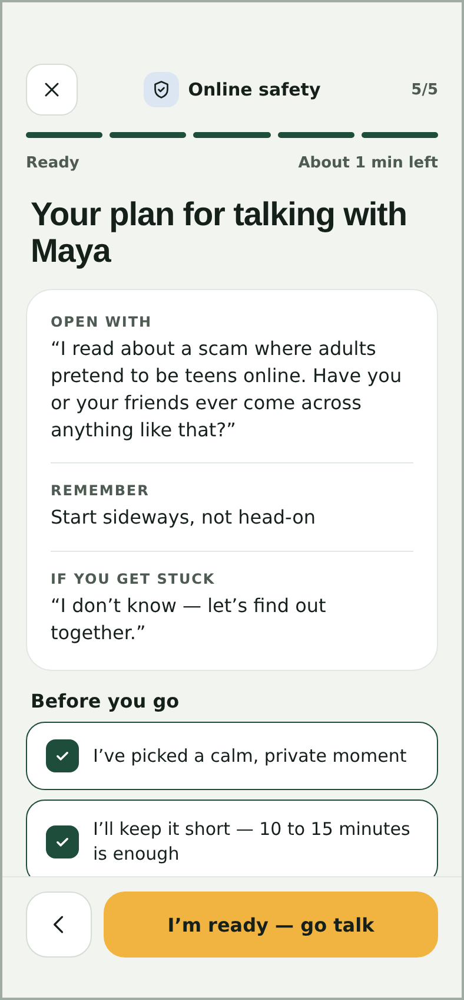 Online safety
5/5
Ready
About 1 min left
Your plan for talking with
Maya
OPEN WITH
“I read about a scam where adults
pretend to be teens online. Have you
or your friends ever come across
anything like that?”
REMEMBER
Start sideways, not head-on
IF YOU GET STUCK
“I don’t know — let’s find out
together.”
Before you go
I’ve picked a calm, private moment
I’ll keep it short — 10 to 15 minutes
is enough
I’m ready — go talk